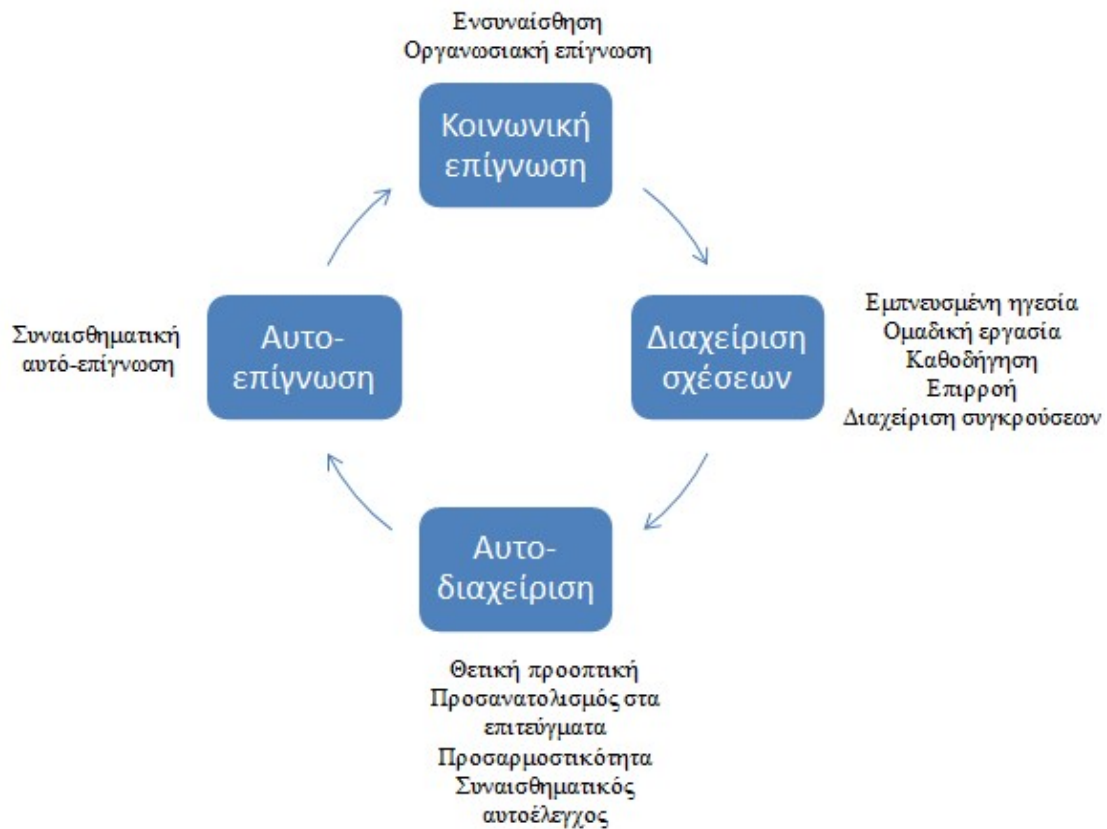 Ενσυναίσθηση
Οργανωσιακή επίγνωση
Κοινωνική
επίγνωση
Συναισθηματική
αυτό-επίγνωση
Αυτο-
επίγνωση
Διαχείριση
σχέσεων
Εμπνευσμένη ηγεσία
Ομαδική εργασία
Καθοδήγηση
Επιρροή
Διαχείριση συγκρούσεων
Αυτο-
διαχείριση
Θετική προοπτική
Προσανατολισμός στα
επιτεύγματα
Προσαρμοστικότητα
Συναισθηματικός
αυτοέλεγχος